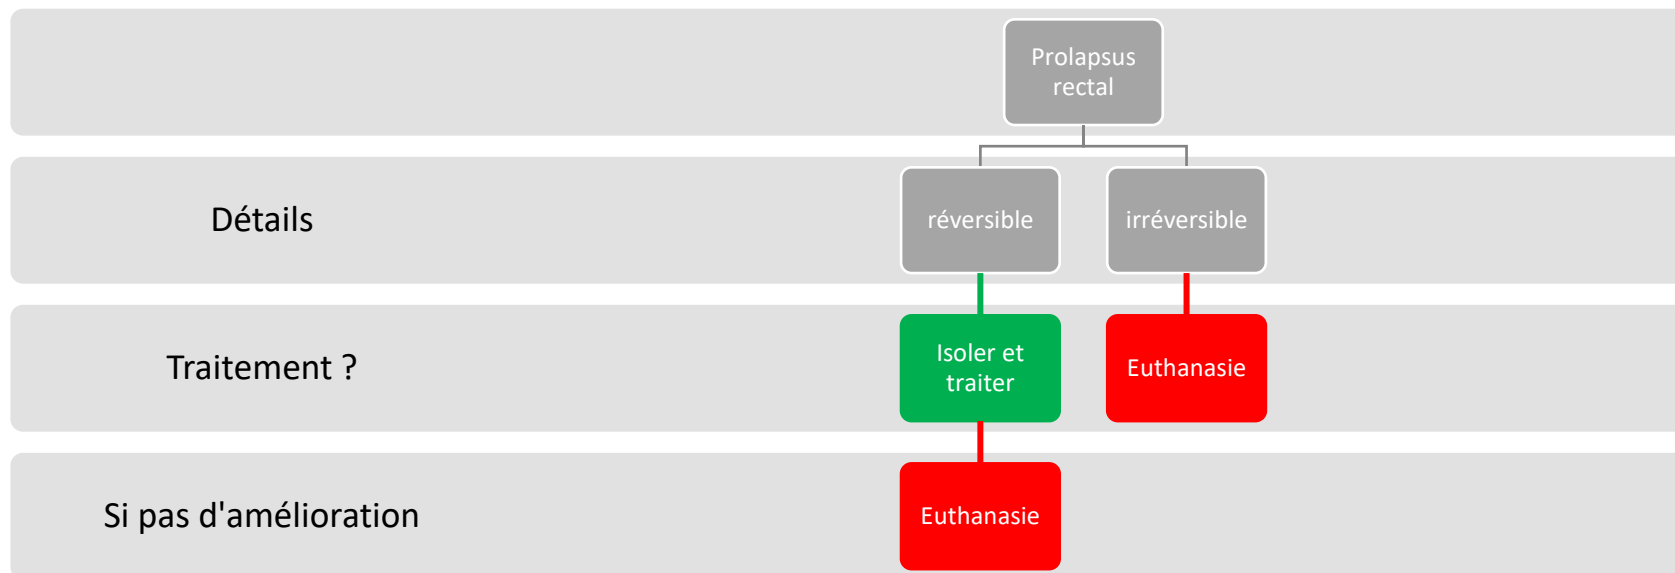 Prolapsus
rectal
Détails
réversible
irréversible
Traitement ?
Isoler et
traiter
Euthanasie
Si pas d'amélioration
Euthanasie